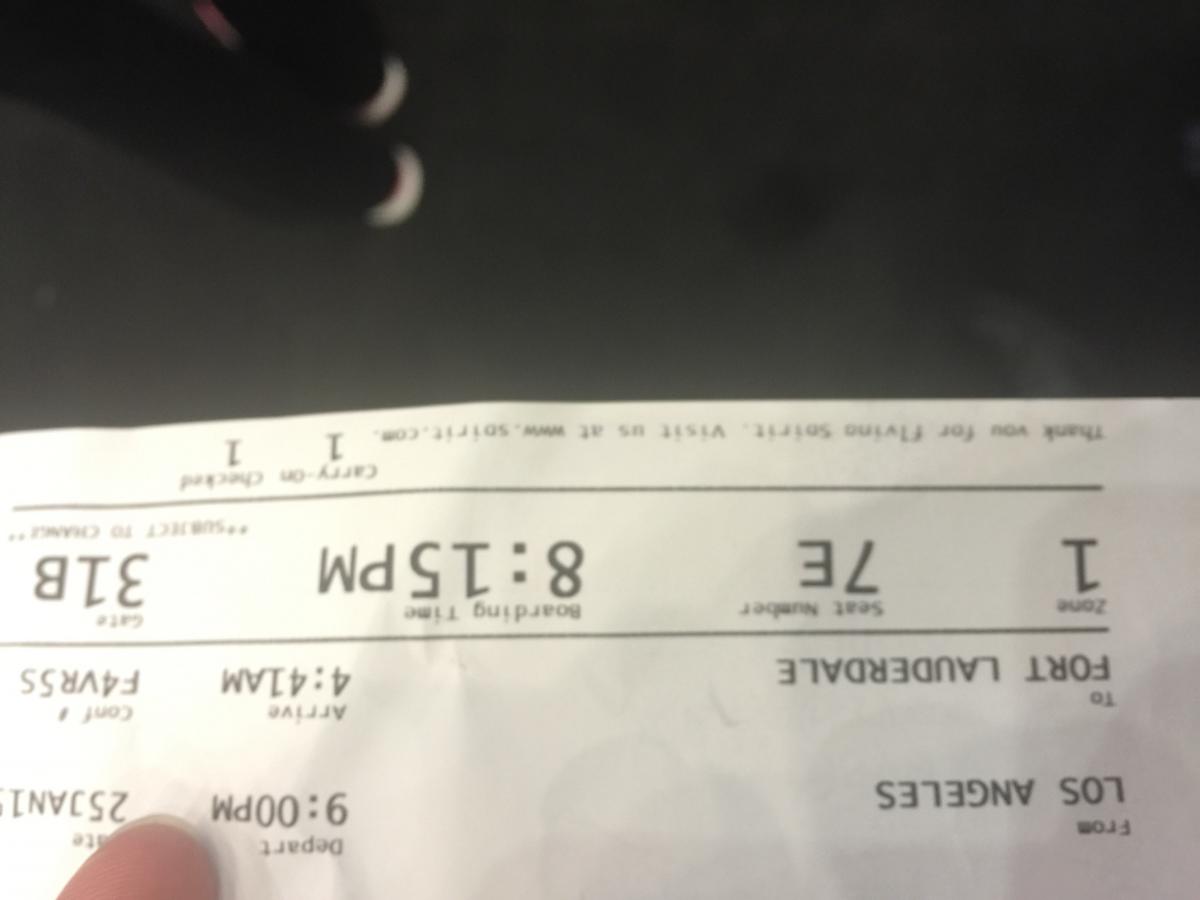 From Depart
LOS ANGELES 9:00PM
To Arrive Conf #
FORT LAUDERDALE 4:41AM F4VR5S
Zone Seat Number Boarding Time Gate
1 7E 8:15PM 31B
**SUBJECT TO CHANGE**
Carry-On Checked
Thank you for flying Spirit. Visit us at www.spirit.com. 1 1